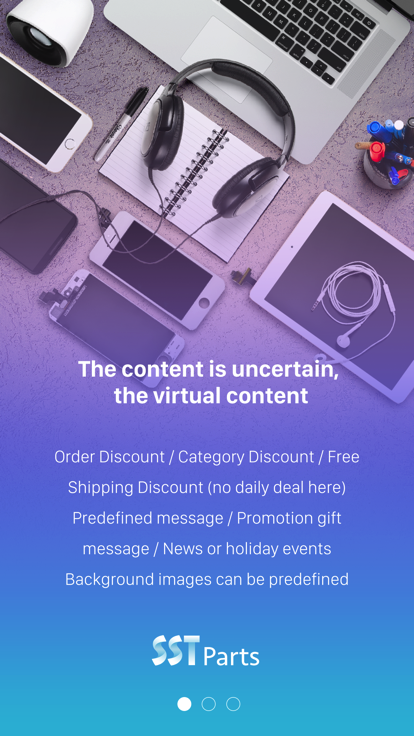 The content is uncertain,
the virtual content
Order Discount / Category Discount / Free
Shipping Discount (no daily deal here)
Predefined message / Promotion gift
message / News or holiday events
Background images can be predefined
SST Parts